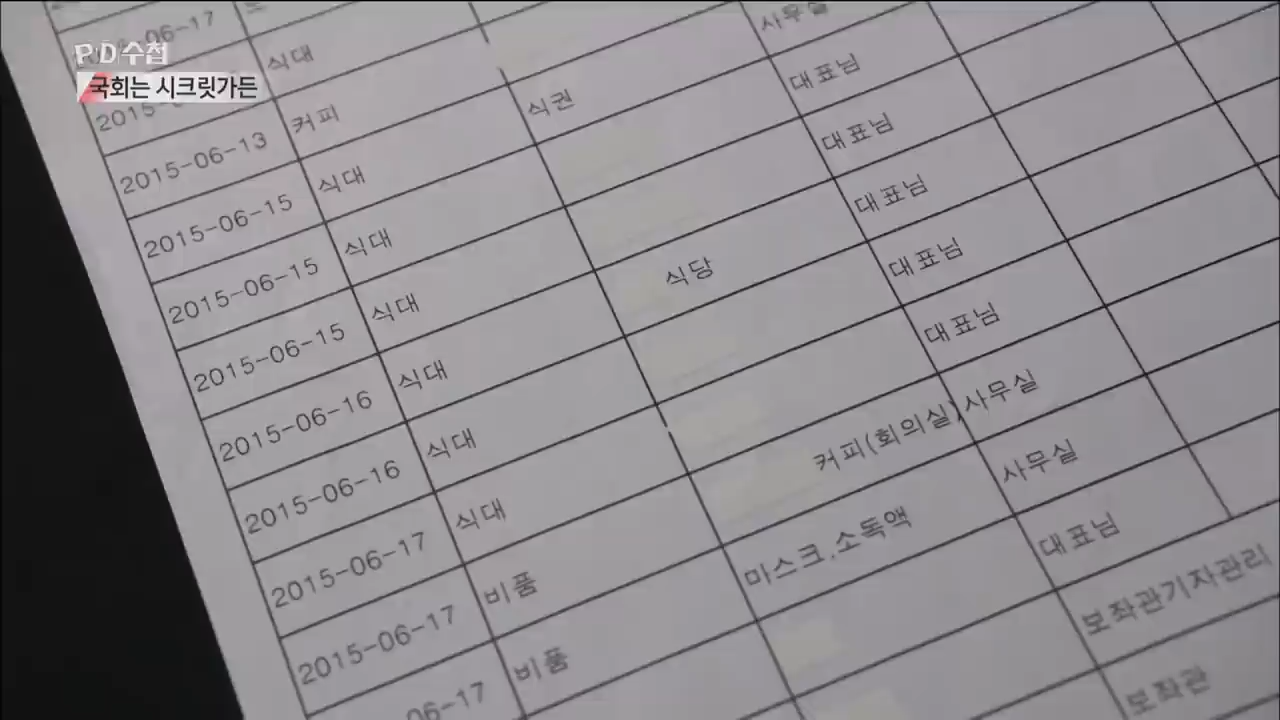 PD수첩
국회는 시크릿가든
식대
2015-06-13 커피
2015-06-15 식대 식권 사무실
2015-06-15 식대 대표님
2015-06-15 식대 대표님
2015-06-16 식대 식당 대표님
2015-06-16 식대 대표님
2015-06-17 식대 대표님
2015-06-17 비품 커피(회의실) 사무실
06-17 비품 마스크,소독액 사무실
대표님
보좌관기자관리
보좌관